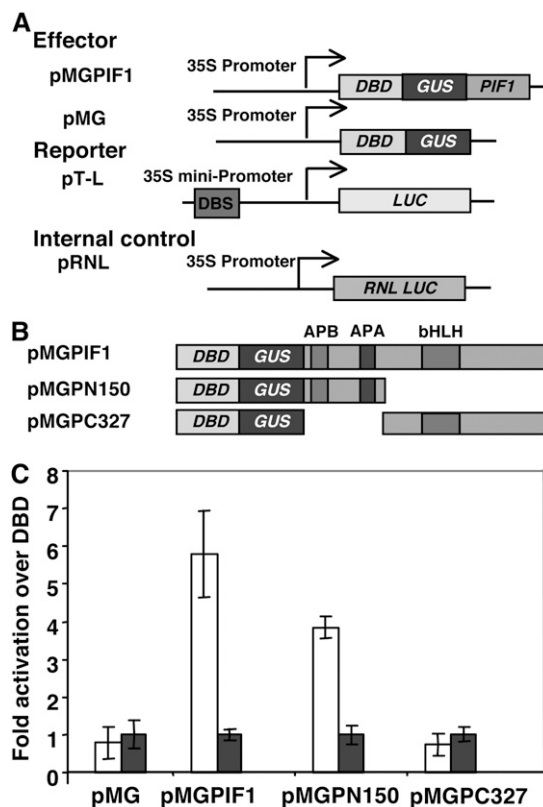 A
Effector
pMGPIF1 35S Promoter DBD GUS PIF1
pMG 35S Promoter DBD GUS
Reporter
pT-L 35S mini-Promoter DBS LUC
Internal control
pRNL 35S Promoter RNL LUC
B
APB APA bHLH
pMGPIF1 DBD GUS
pMGPN150 DBD GUS
pMGPC327 DBD GUS
C
Fold activation over DBD
8
7
6
5
4
3
2
1
0
pMG pMGPIF1 pMGPN150 pMGPC327